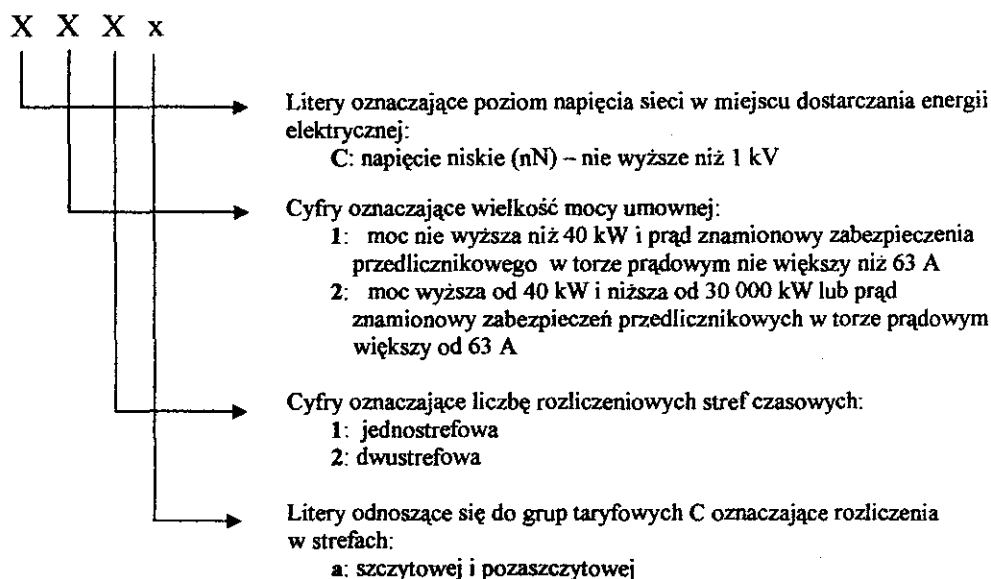 X X X x
Litery oznaczające poziom napięcia sieci w miejscu dostarczania energii
elektrycznej:
C: napięcie niskie (nN) – nie wyższe niż 1 kV
Cyfry oznaczające wielkość mocy umownej:
1: moc nie wyższa niż 40 kW i prąd znamionowy zabezpieczenia
przedlicznikowego w torze prądowym nie większy niż 63 A
2: moc wyższa od 40 kW i niższa od 30 000 kW lub prąd
znamionowy zabezpieczeń przedlicznikowych w torze prądowym
większy od 63 A
Cyfry oznaczające liczbę rozliczeniowych stref czasowych:
1: jednostrefowa
2: dwustrefowa
Litery odnoszące się do grup taryfowych C oznaczające rozliczenia
w strefach:
a: szczytowej i pozaszczytowej